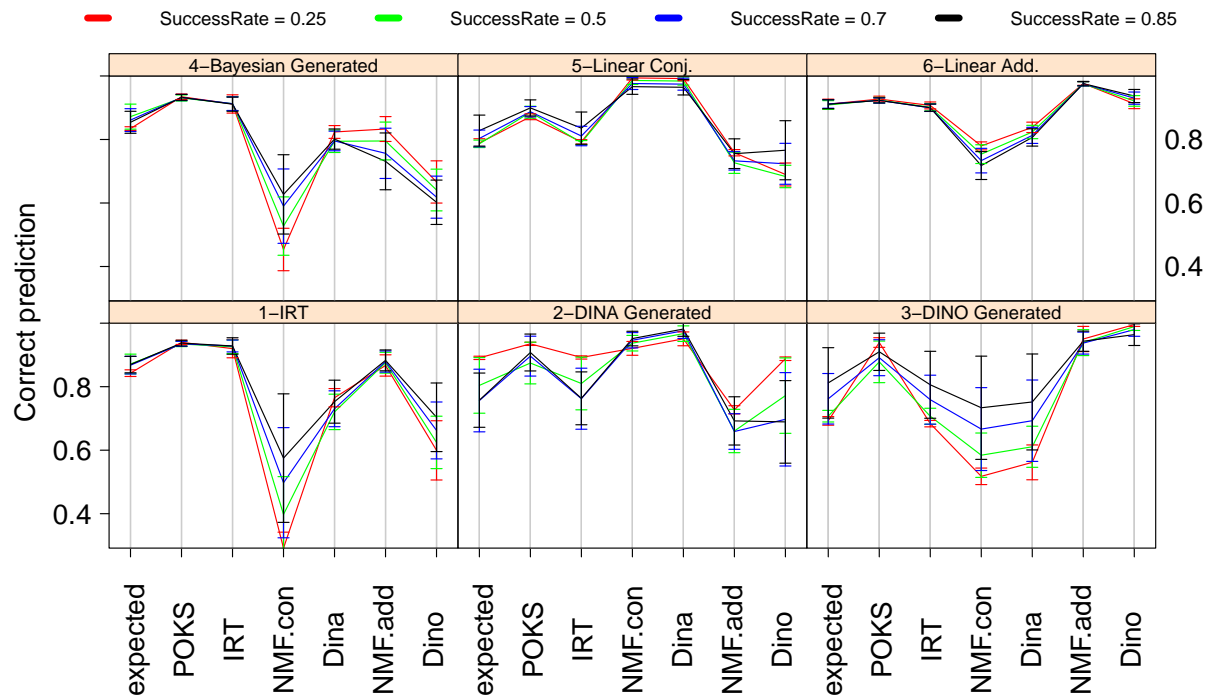 SuccessRate = 0.25 SuccessRate = 0.5 SuccessRate = 0.7 SuccessRate = 0.85
4−Bayesian Generated 5−Linear Conj. 6−Linear Add.
0.8
0.6
0.4
Correct prediction
1−IRT 2−DINA Generated 3−DINO Generated
0.8
0.6
0.4
expected POKS IRT NMF.con Dina NMF.add Dino expected POKS IRT NMF.con Dina NMF.add Dino expected POKS IRT NMF.con Dina NMF.add Dino